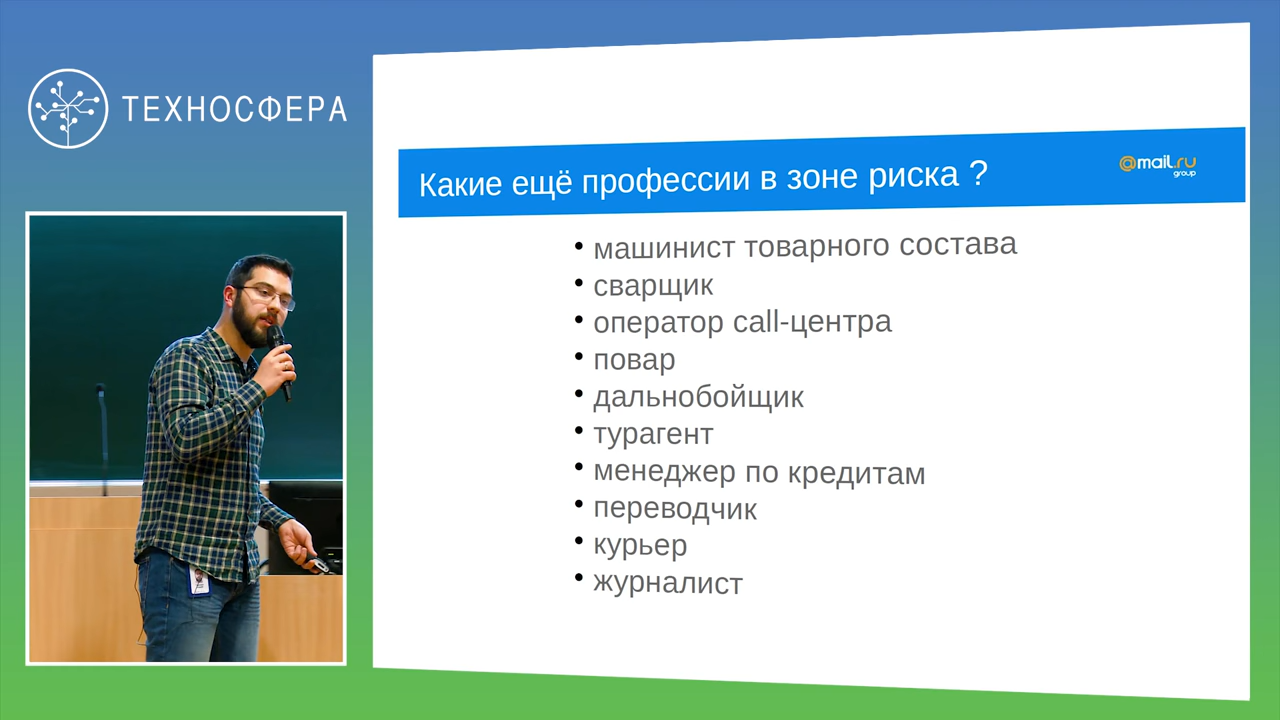 ТЕХНОСФЕРА
Какие ещё профессии в зоне риска ?
@mail.ru
group
машинист товарного состава
сварщик
оператор call-центра
повар
дальнобойщик
турагент
менеджер по кредитам
переводчик
курьер
журналист